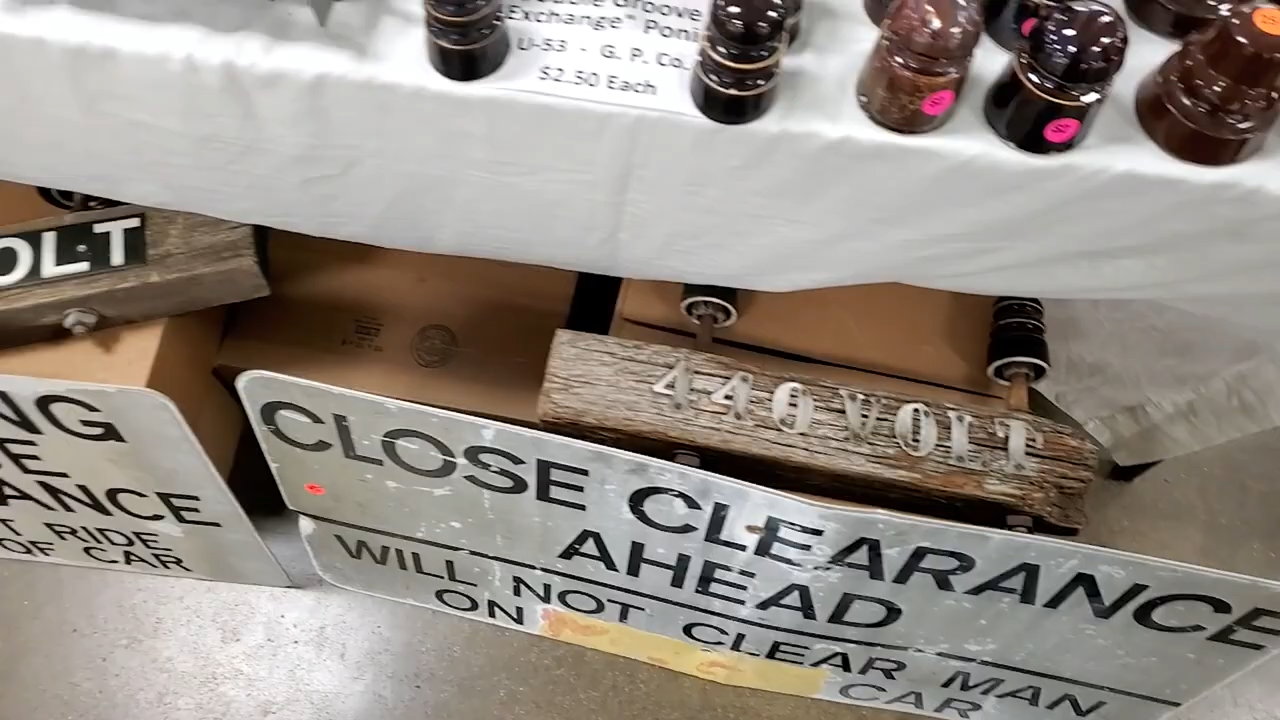 Exchange" Poni
U-53 - G. P. Co.
$2.50 Each
OLT
440 VOLT
NG
E
ANCE
T RIDE
OF CAR
CLOSE CLEARANCE
AHEAD
WILL NOT CLEAR MAN
ON CAR